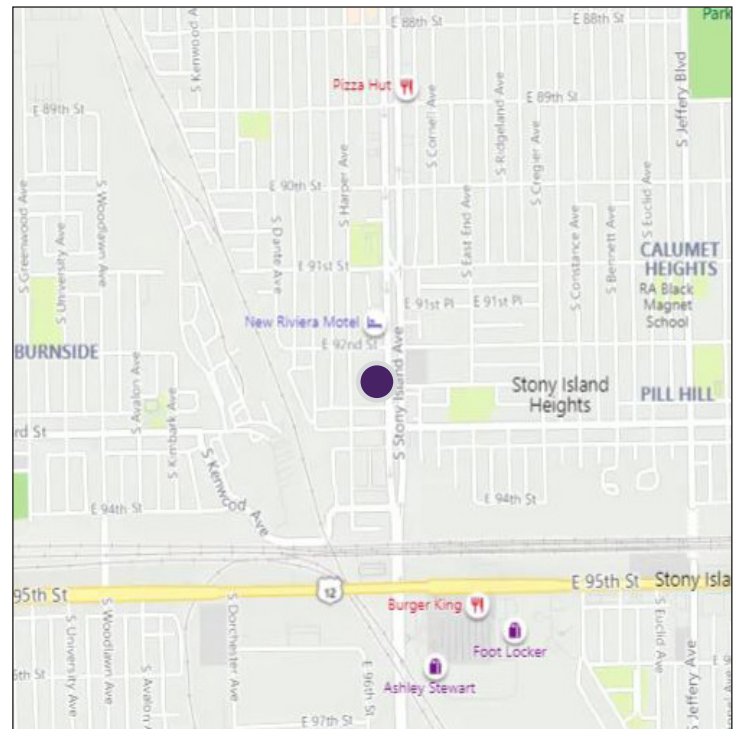 E 88th St
E 88th St
Park
S Kenwood Ave
Pizza Hut
S Jeffery Blvd
E 89th St
E 89th St
S Cornell Ave
S Ridgeland Ave
S Cregier Ave
S Harper Ave
E 90th St
S Greenwood Ave
S University Ave
S Woodlawn Ave
S Dante Ave
S East End Ave
S Constance Ave
S Bennett Ave
S Euclid Ave
CALUMET
HEIGHTS
E 91st St
RA Black
Magnet
School
E 91st Pl
E 91st Pl
New Riviera Motel
E 92nd St
BURNSIDE
S Avalon Ave
S Kimbark Ave
S Stony Island Ave
Stony Island
Heights
PILL HILL
rd St
S Kenwood Ave
E 94th St
E 94th St
95th St
12
E 95th St
Stony Isla
Burger King
Foot Locker
Ashley Stewart
S University Ave
S Woodlawn Ave
S Avalon
S Dorchester Ave
E 96th St
E 97th St
S Euclid Ave
S Jeffery Ave